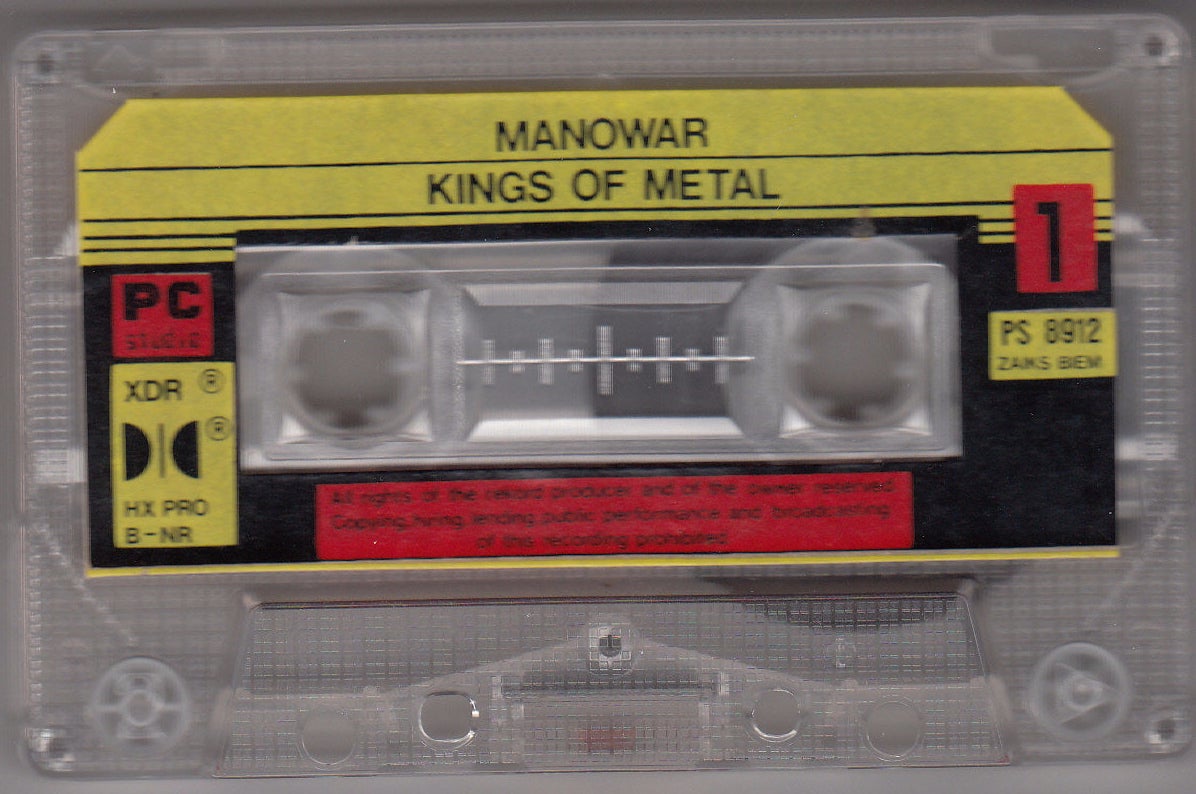 MANOWAR
KINGS OF METAL
1
PC
STUDIO
PS 8912
ZAIKS BIEM
XDR ®
®
HX PRO
B-NR
All rights of the rekord producer and of the owner reserved
Copying, hiring lending public performance and broadcasting
of this recording prohibited